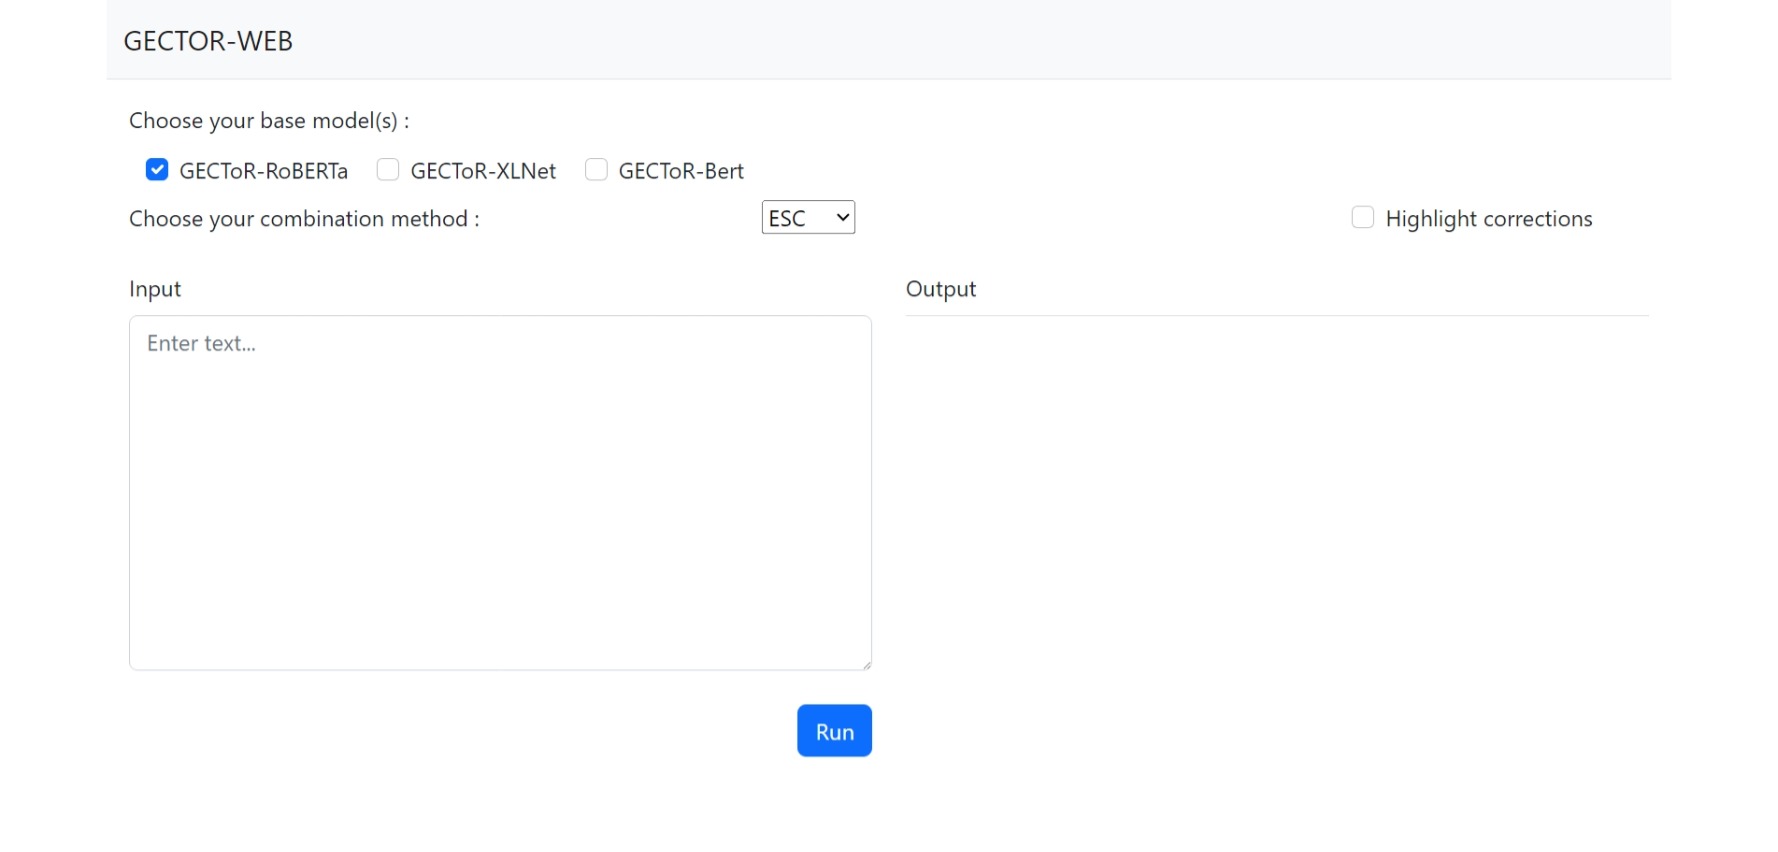 GECTOR-WEB
Choose your base model(s) :
GECToR-RoBERTa GECToR-XLNet GECToR-Bert
Choose your combination method : ESC Highlight corrections
Input Output
Enter text...
Run